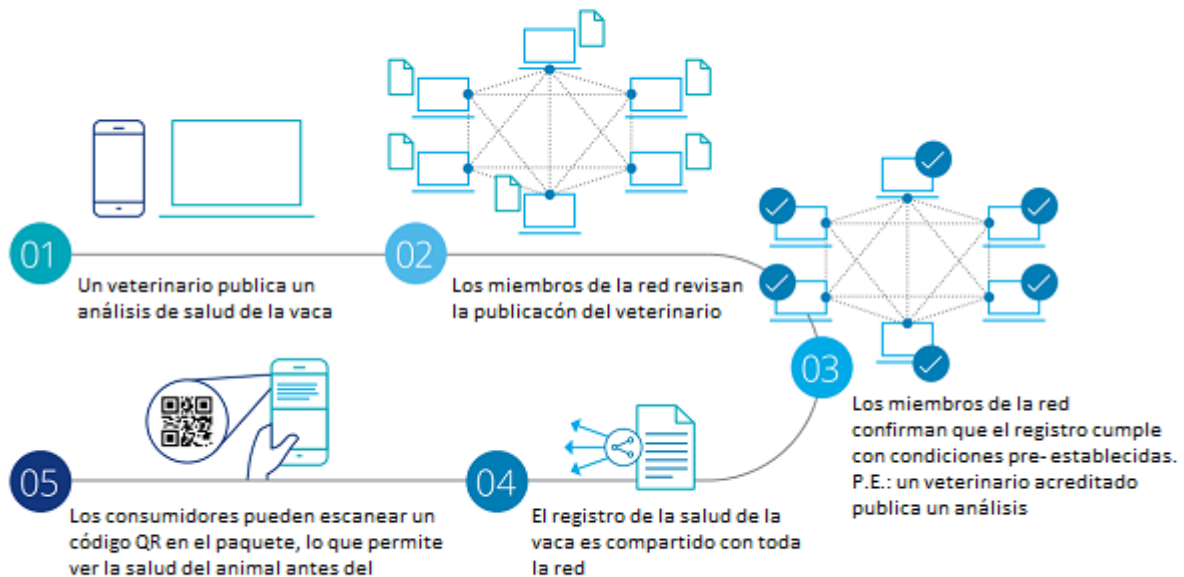 01
Un veterinario publica un
análisis de salud de la vaca
02
Los miembros de la red revisan
la publicacón del veterinario
03
Los miembros de la red
confirman que el registro cumple
con condiciones pre- establecidas.
P.E.: un veterinario acreditado
publica un análisis
04
El registro de la salud de la
vaca es compartido con toda
la red
05
Los consumidores pueden escanear un
código QR en el paquete, lo que permite
ver la salud del animal antes del